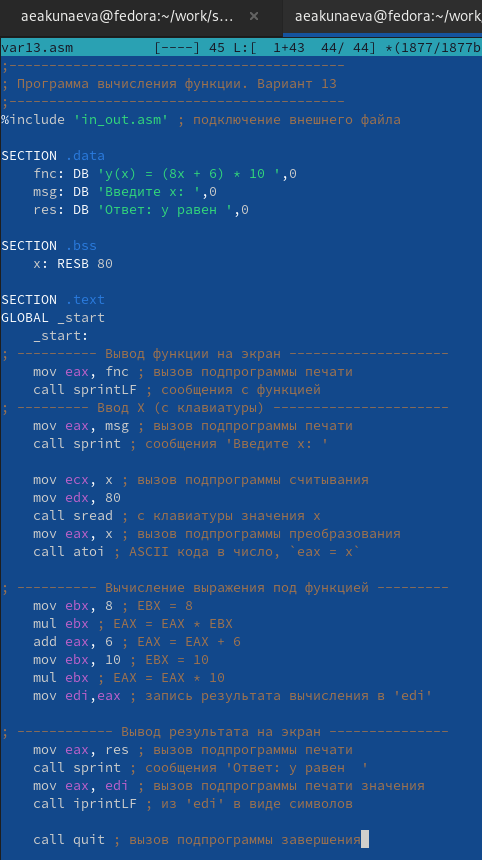 aeakunaeva@fedora:~/work/s... × aeakunaeva@fedora:~/work
var13.asm [----] 45 L:[ 1+43 44/ 44] *(1877/1877b
;------------------------------------------
; Программа вычисления функции. Вариант 13
;------------------------------------------
%include 'in_out.asm' ; подключение внешнего файла
SECTION .data
fnc: DB 'y(x) = (8x + 6) * 10 ',0
msg: DB 'Введите x: ',0
res: DB 'Ответ: y равен ',0
SECTION .bss
x: RESB 80
SECTION .text
GLOBAL _start
_start:
; ---------- Вывод функции на экран --------------------
mov eax, fnc ; вызов подпрограммы печати
call sprintLF ; сообщения с функцией
; --------- Ввод X (с клавиатуры) ----------------------
mov eax, msg ; вызов подпрограммы печати
call sprint ; сообщения 'Введите x: '
mov ecx, x ; вызов подпрограммы считывания
mov edx, 80
call sread ; с клавиатуры значения x
mov eax, x ; вызов подпрограммы преобразования
call atoi ; ASCII кода в число, `eax = x`
; ---------- Вычисление выражения под функцией ---------
mov ebx, 8 ; EBX = 8
mul ebx ; EAX = EAX * EBX
add eax, 6 ; EAX = EAX + 6
mov ebx, 10 ; EBX = 10
mul ebx ; EAX = EAX * 10
mov edi,eax ; запись результата вычисления в 'edi'
; ------------ Вывод результата на экран ---------------
mov eax, res ; вызов подпрограммы печати
call sprint ; сообщения 'Ответ: y равен  '
mov eax, edi ; вызов подпрограммы печати значения
call iprintLF ; из 'edi' в виде символов
call quit ; вызов подпрограммы завершения